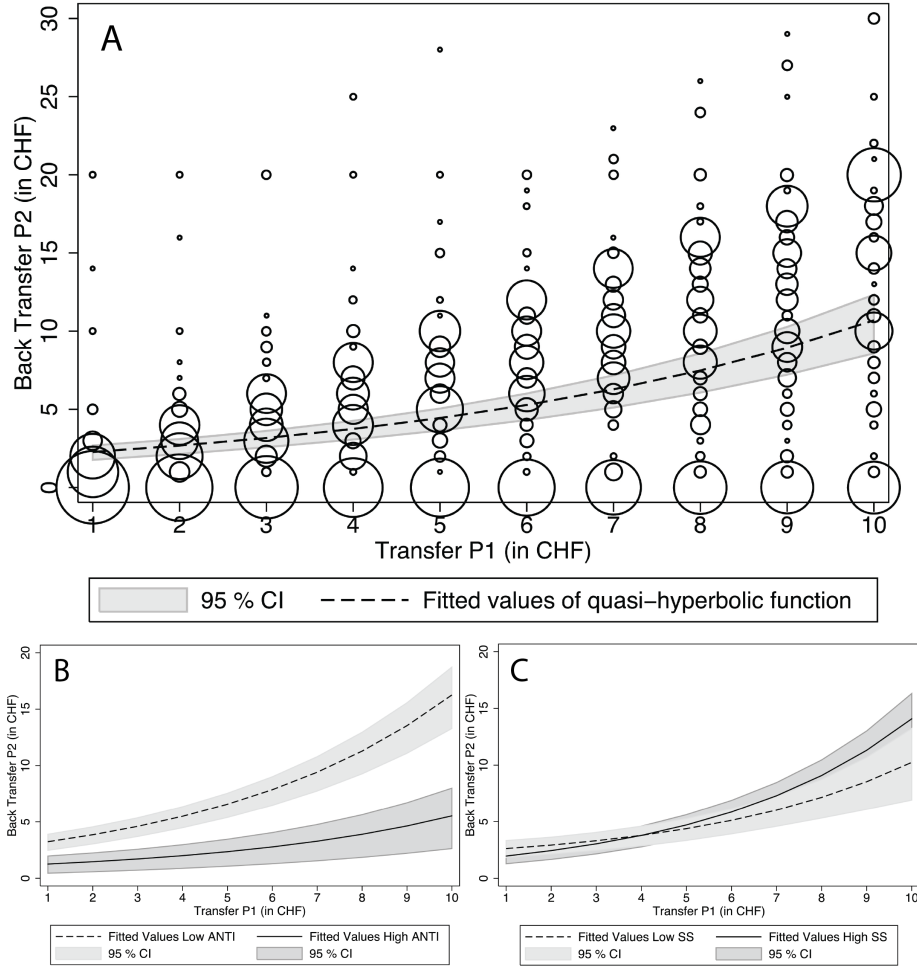 A
30
25
20
15
10
5
0
Back Transfer P2 (in CHF)
1 2 3 4 5 6 7 8 9 10
Transfer P1 (in CHF)
95 % CI Fitted values of quasi-hyperbolic function
B
20
15
10
5
0
Back Transfer P2 (in CHF)
1 2 3 4 5 6 7 8 9 10
Transfer P1 (in CHF)
Fitted Values Low ANTI Fitted Values High ANTI
95 % CI 95 % CI
C
20
15
10
5
0
Back Transfer P2 (in CHF)
1 2 3 4 5 6 7 8 9 10
Transfer P1 (in CHF)
Fitted Values Low SS Fitted Values High SS
95 % CI 95 % CI